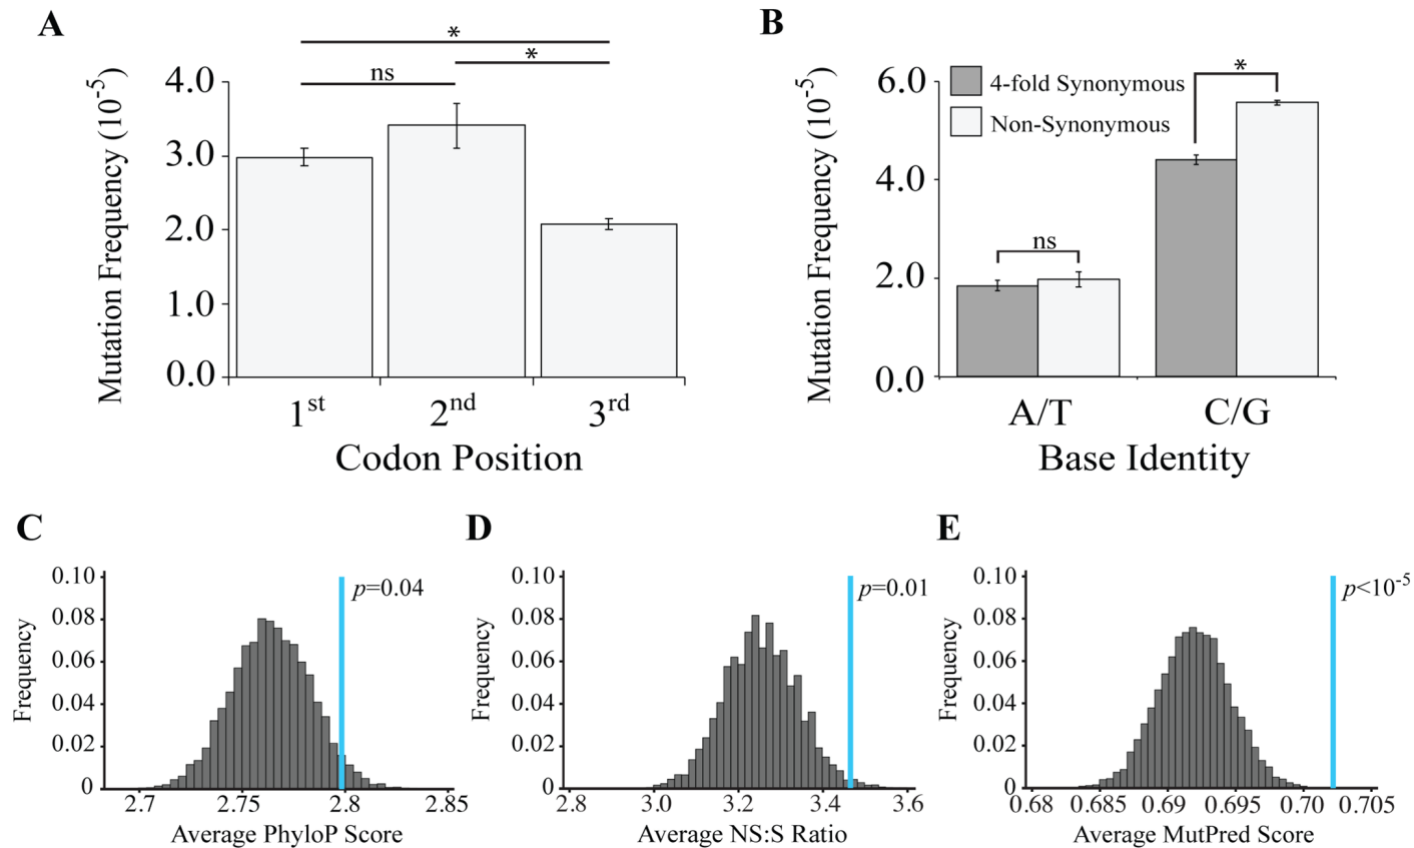 A
Mutation Frequency (10-5)
4.0
3.0
2.0
1.0
0.0
*
*
ns
1st 2nd 3rd
Codon Position
B
Mutation Frequency (10-5)
6.0
4.0
2.0
0.0
4-fold Synonymous
Non-Synonymous
*
ns
A/T C/G
Base Identity
C
Frequency
0.10
0.08
0.06
0.04
0.02
0
p=0.04
2.7 2.75 2.8 2.85
Average PhyloP Score
D
Frequency
0.10
0.08
0.06
0.04
0.02
0
p=0.01
2.8 3.0 3.2 3.4 3.6
Average NS:S Ratio
E
Frequency
0.10
0.08
0.06
0.04
0.02
0
p<10-5
0.68 0.685 0.69 0.695 0.70 0.705
Average MutPred Score